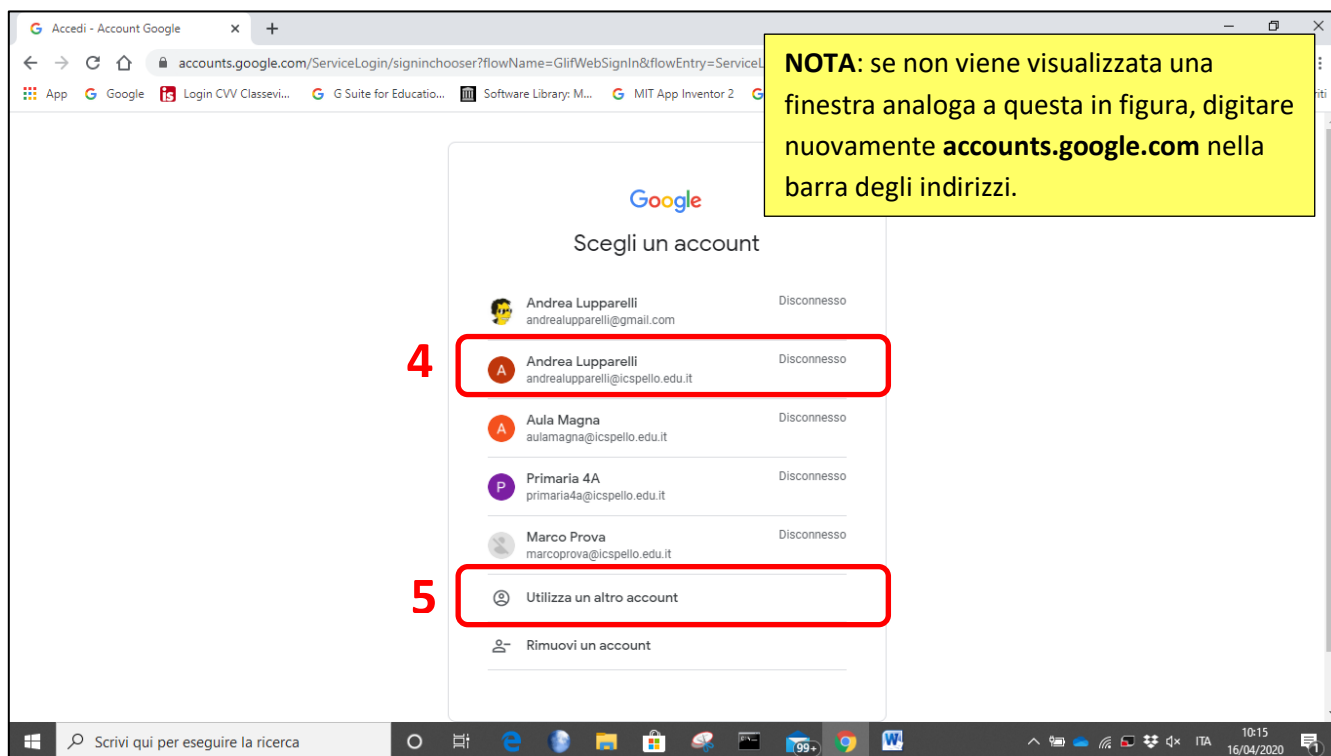 Accedi - Account Google
accounts.google.com/ServiceLogin/signinchooser?flowName=GlifWebSignIn&flowEntry=ServiceL
App Google Login CVV Classevi... G Suite for Educatio... Software Library: M... MIT App Inventor 2
NOTA: se non viene visualizzata una
finestra analoga a questa in figura, digitare
nuovamente accounts.google.com nella
barra degli indirizzi.
Google
Scegli un account
Andrea Lupparelli Disconnesso
andrealupparelli@gmail.com
4
Andrea Lupparelli Disconnesso
A
andrealupparelli@icspello.edu.it
Aula Magna Disconnesso
A
aulamagna@icspello.edu.it
Primaria 4A Disconnesso
P
primaria4a@icspello.edu.it
Marco Prova Disconnesso
marcoprova@icspello.edu.it
5
Utilizza un altro account
Rimuovi un account
Scrivi qui per eseguire la ricerca
99+
ITA
10:15
16/04/2020